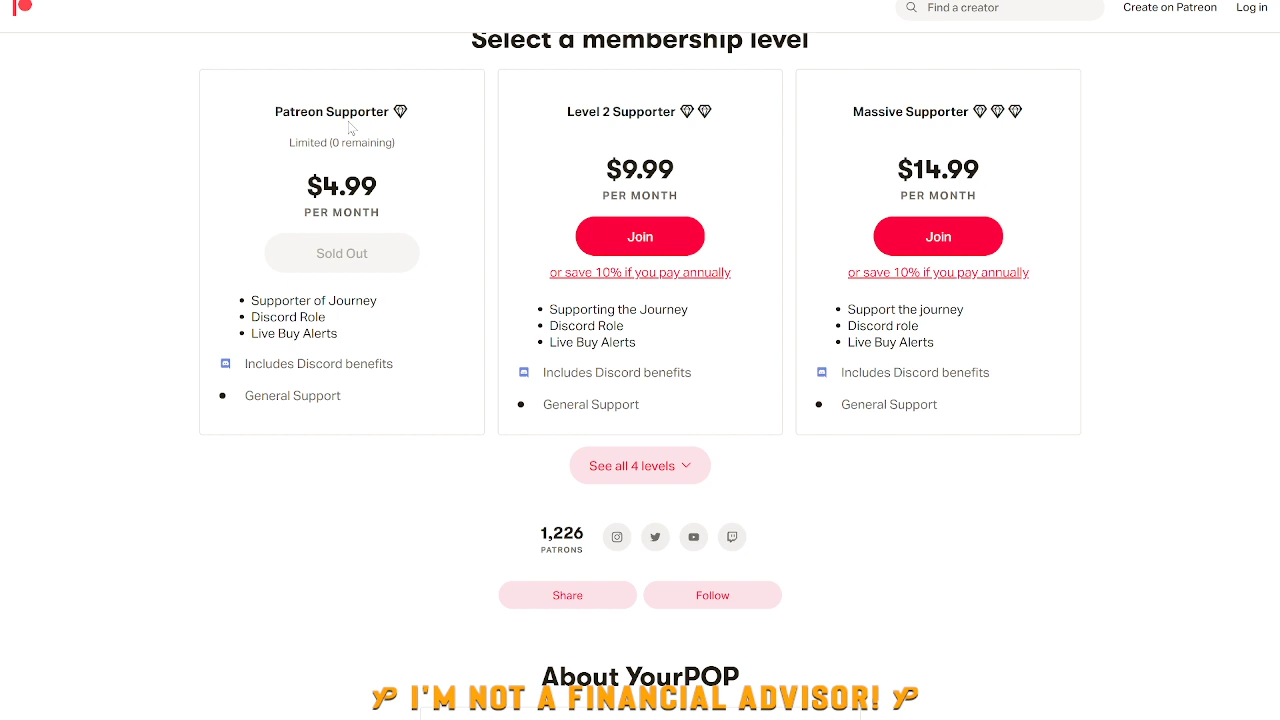 Find a creator
Create on Patreon
Log in
Select a membership level
Patreon Supporter
Limited (0 remaining)
$4.99
PER MONTH
Sold Out
• Supporter of Journey
• Discord Role
• Live Buy Alerts
Includes Discord benefits
• General Support
Level 2 Supporter
$9.99
PER MONTH
Join
or save 10% if you pay annually
• Supporting the Journey
• Discord Role
• Live Buy Alerts
Includes Discord benefits
• General Support
Massive Supporter
$14.99
PER MONTH
Join
or save 10% if you pay annually
• Support the journey
• Discord role
• Live Buy Alerts
Includes Discord benefits
• General Support
See all 4 levels
1,226
PATRONS
Share
Follow
About YourPOP
I'M NOT A FINANCIAL ADVISOR!